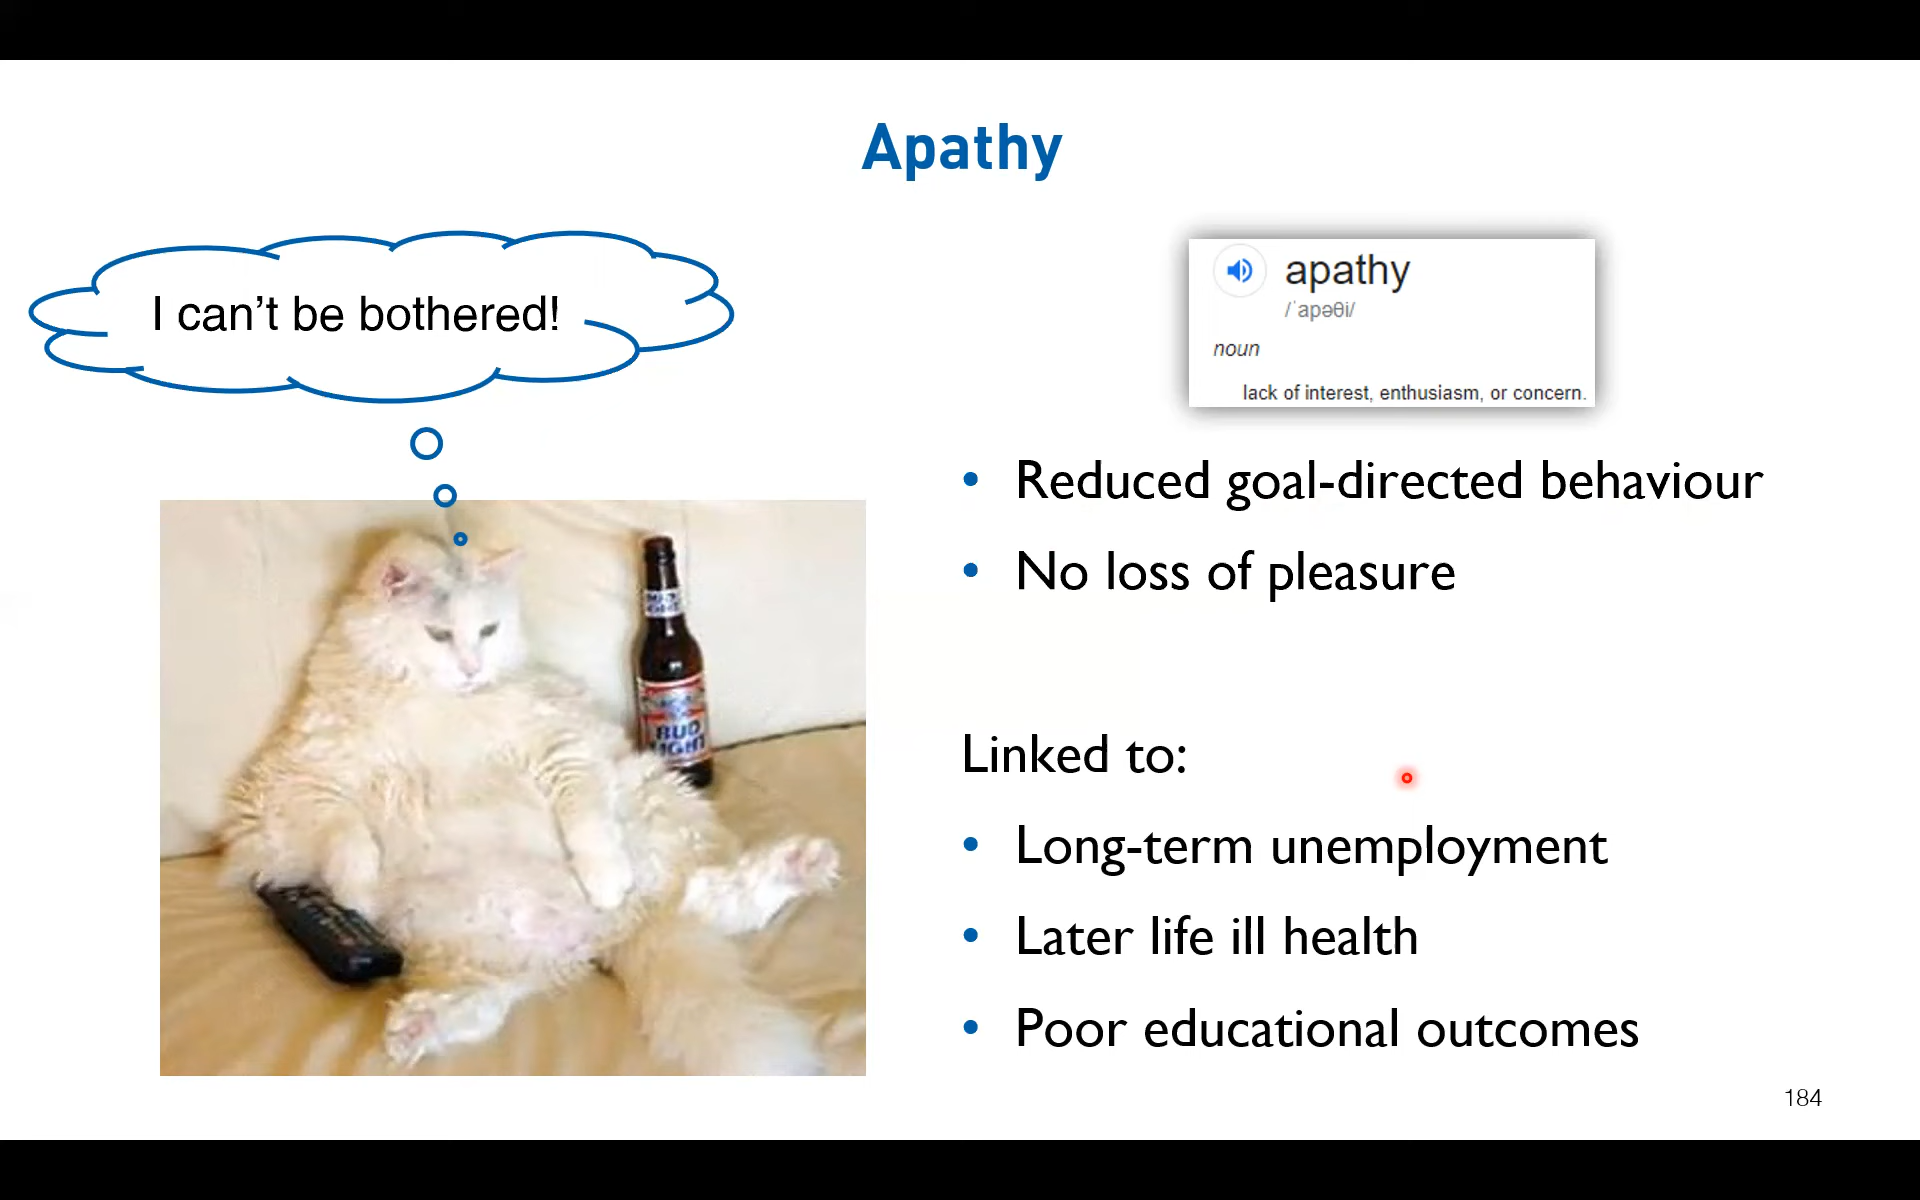 Apathy
I can't be bothered!
apathy
/ˈapəθi/
noun
lack of interest, enthusiasm, or concern.
• Reduced goal-directed behaviour
• No loss of pleasure
BUD
LIGHT
Linked to:
• Long-term unemployment
• Later life ill health
• Poor educational outcomes
184